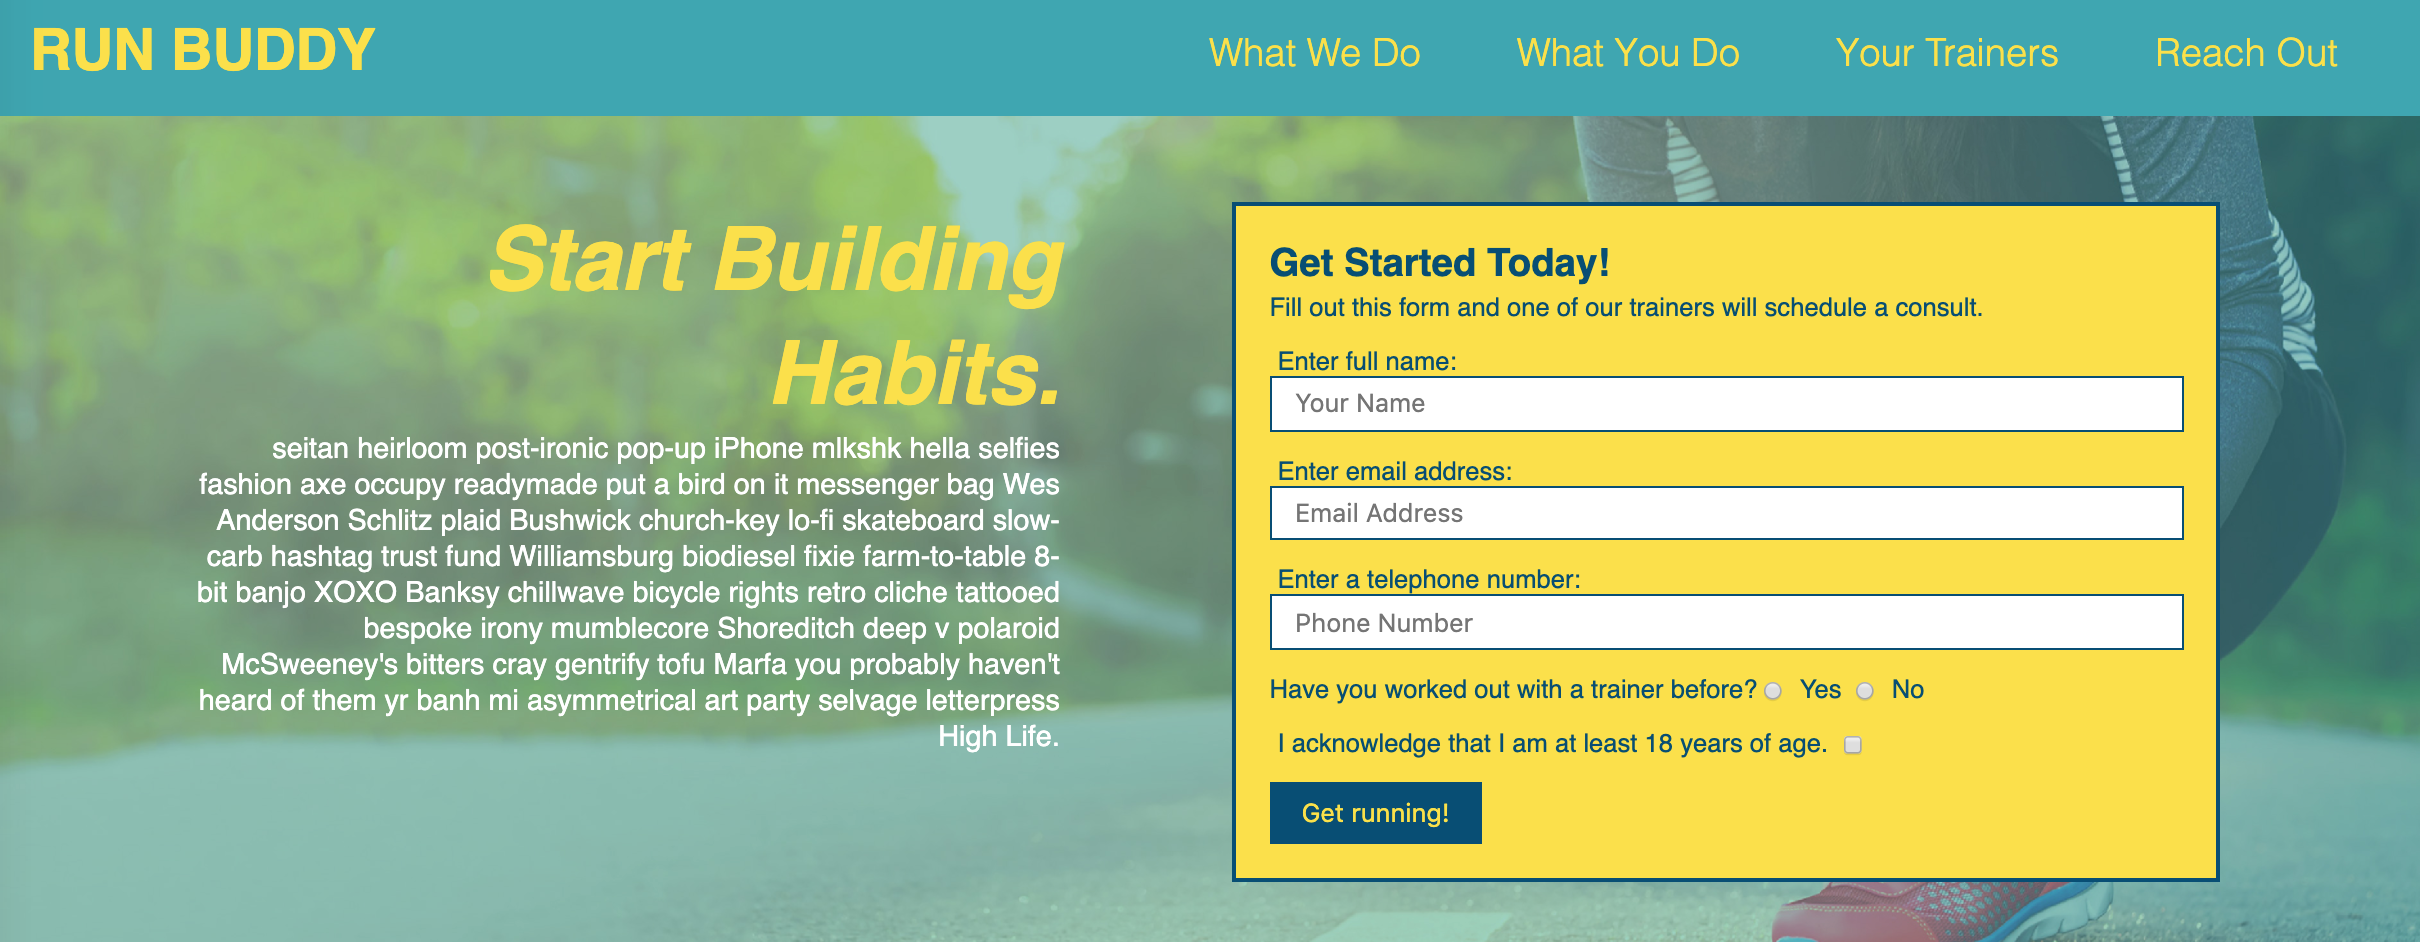 RUN BUDDY
What We Do
What You Do
Your Trainers
Reach Out
Start Building
Habits.
seitan heirloom post-ironic pop-up iPhone mlkshk hella selfies
fashion axe occupy readymade put a bird on it messenger bag Wes
Anderson Schlitz plaid Bushwick church-key lo-fi skateboard slow-
carb hashtag trust fund Williamsburg biodiesel fixie farm-to-table 8-
bit banjo XOXO Banksy chillwave bicycle rights retro cliche tattooed
bespoke irony mumblecore Shoreditch deep v polaroid
McSweeney's bitters cray gentrify tofu Marfa you probably haven't
heard of them yr banh mi asymmetrical art party selvage letterpress
High Life.
Get Started Today!
Fill out this form and one of our trainers will schedule a consult.
Enter full name:
Your Name
Enter email address:
Email Address
Enter a telephone number:
Phone Number
Have you worked out with a trainer before? Yes No
I acknowledge that I am at least 18 years of age.
Get running!